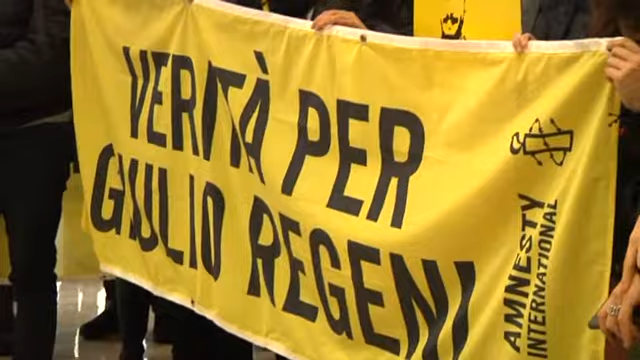 VERITÀ PER
GIULIO REGENI
AMNESTY
INTERNATIONAL